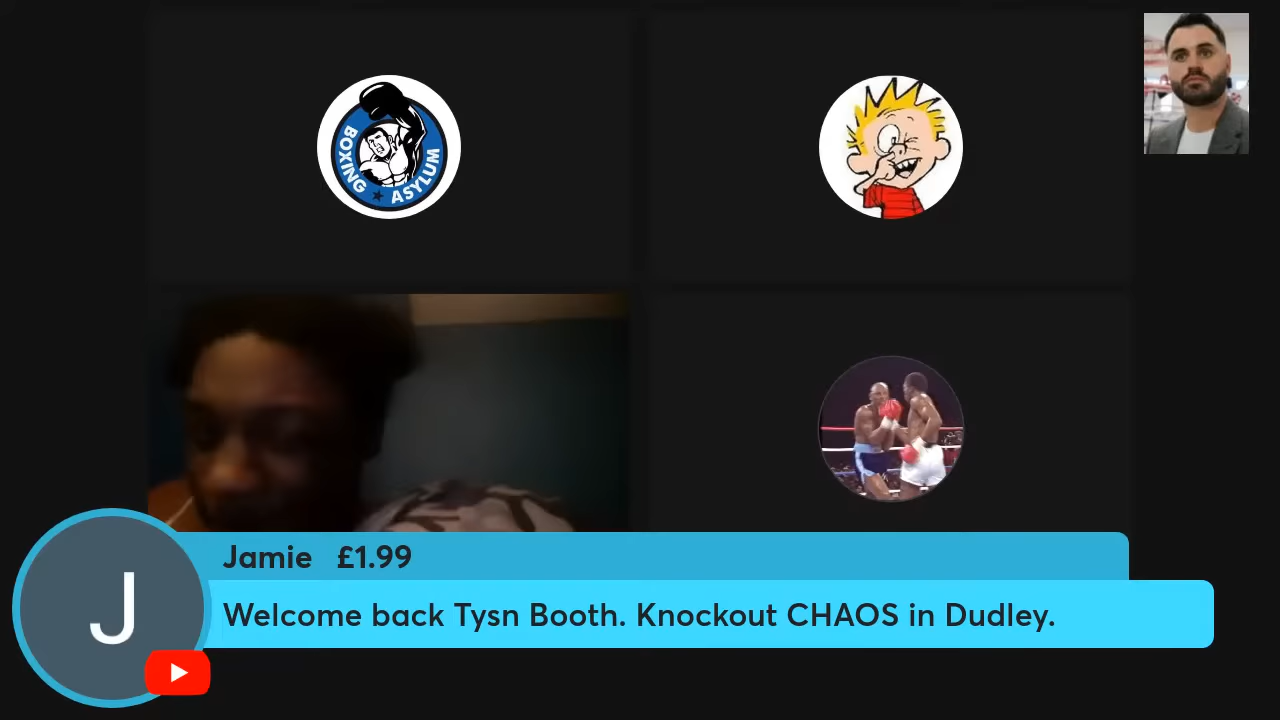 BOXING ASYLUM
Jamie £1.99
J
Welcome back Tysn Booth. Knockout CHAOS in Dudley.